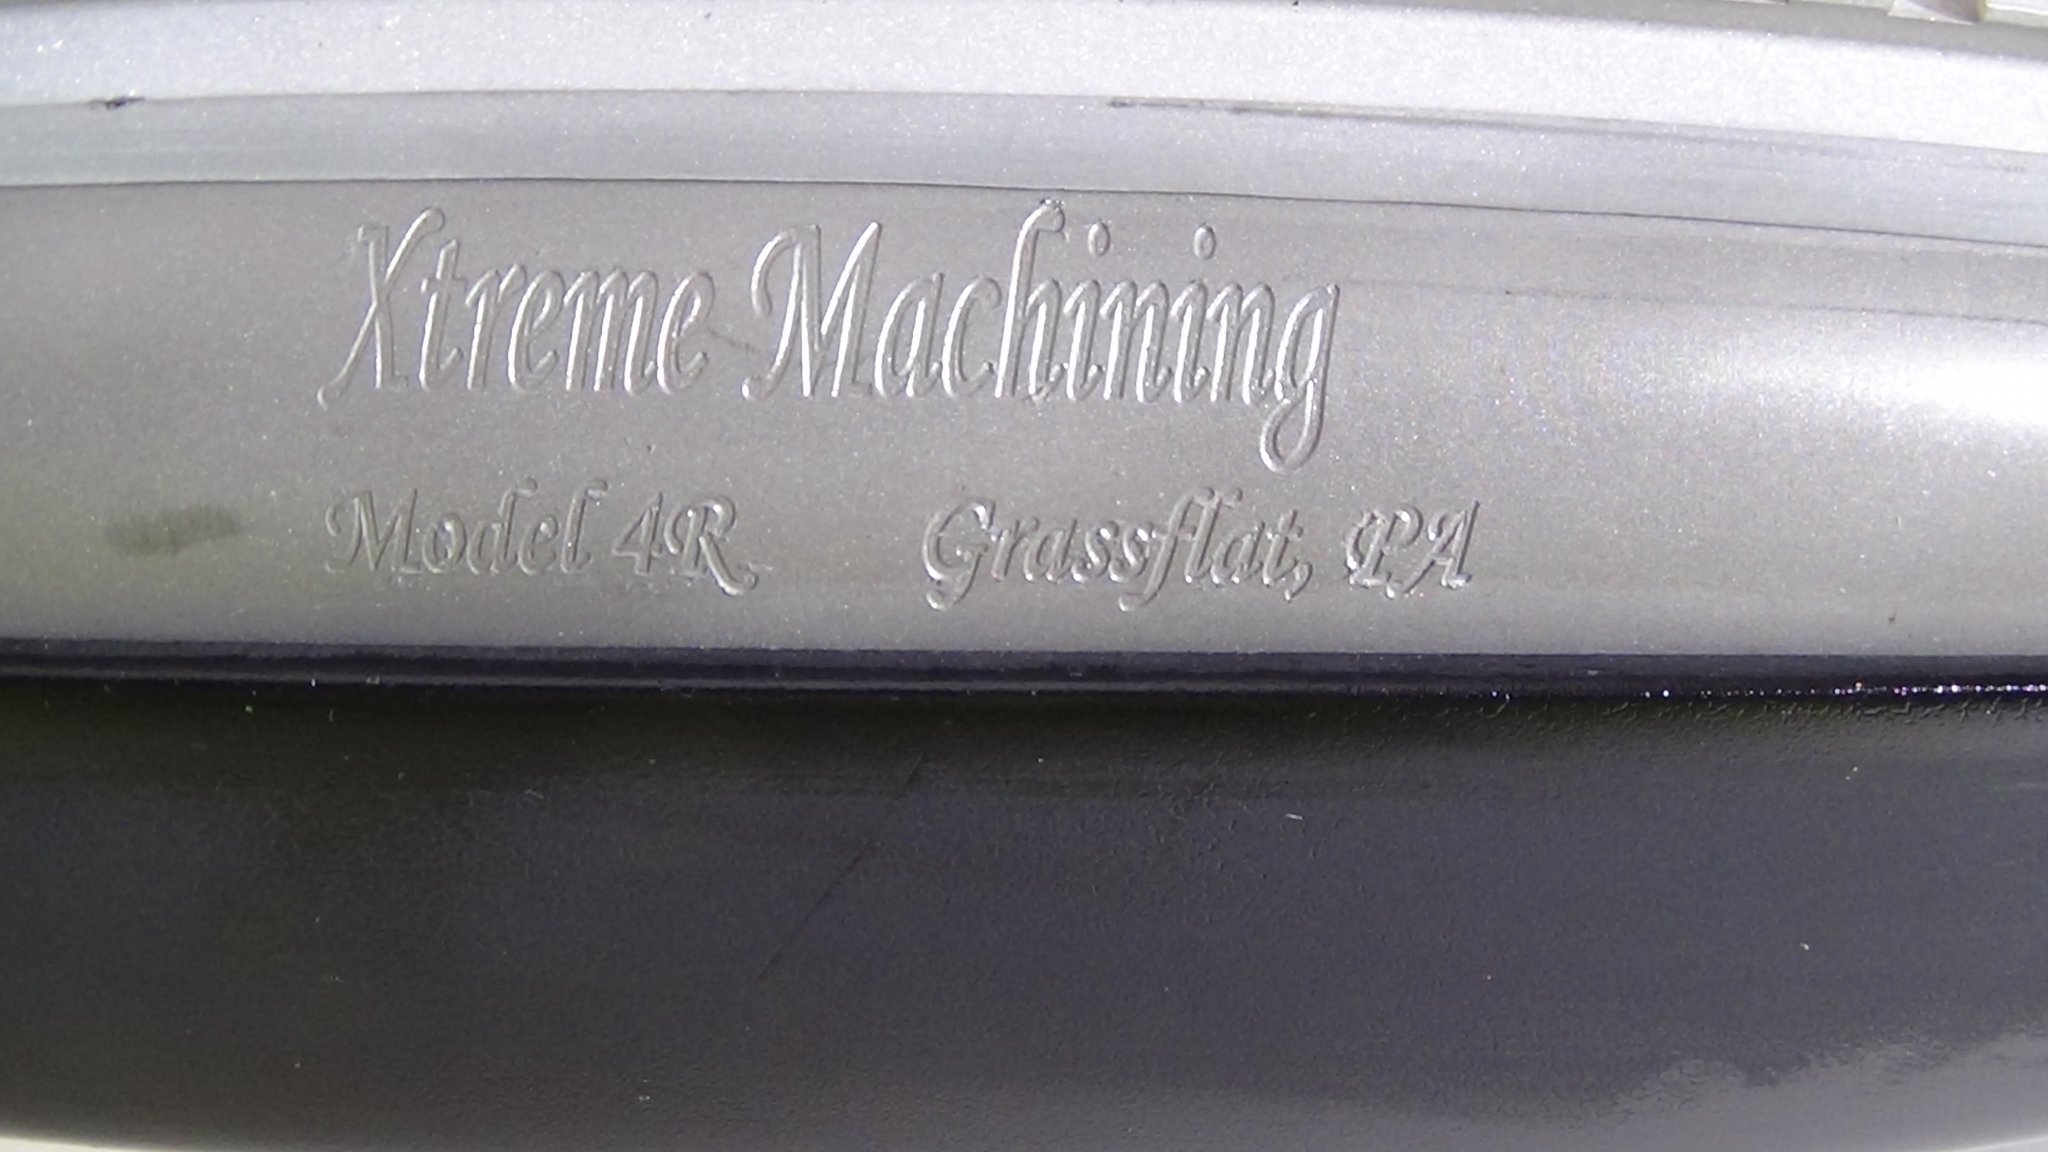 Xtreme Machining
Model 4R Grassflat, PA